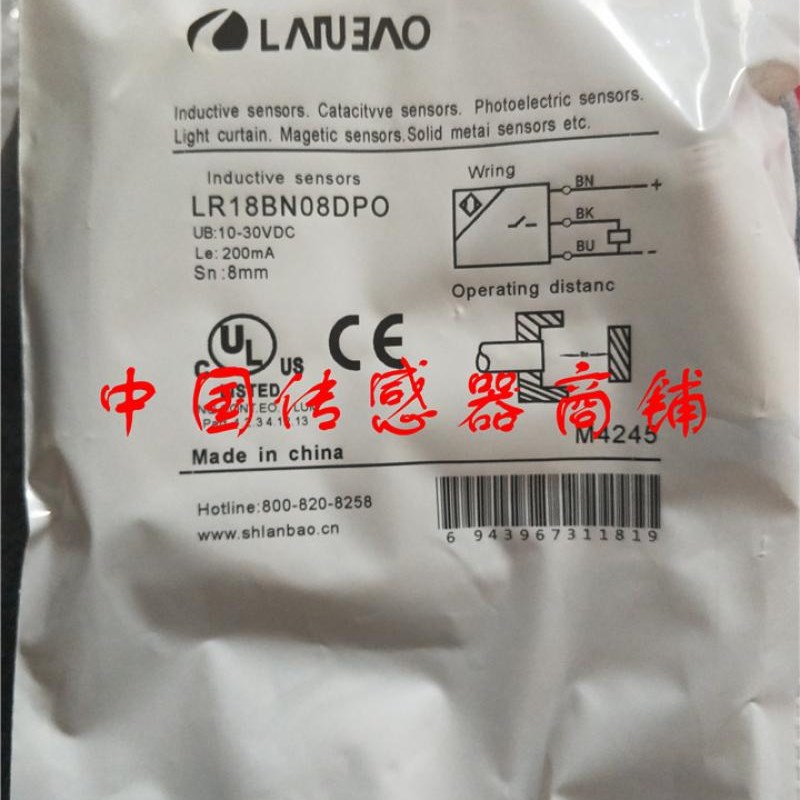 LANBAO
Inductive sensors. Catacitvve sensors. Photoelectric sensors.
Light curtain. Magetic sensors.Solid metai sensors etc.
Inductive sensors
LR18BN08DPO
UB:10-30VDC
Le: 200mA
Sn :8mm
Wring
BN +
BK
BU -
Operating distanc
C UL US
LISTED
CE
中国传感器商铺
M4245
Made in china
Hotline:800-820-8258
www.shlanbao.cn
6 943967311819